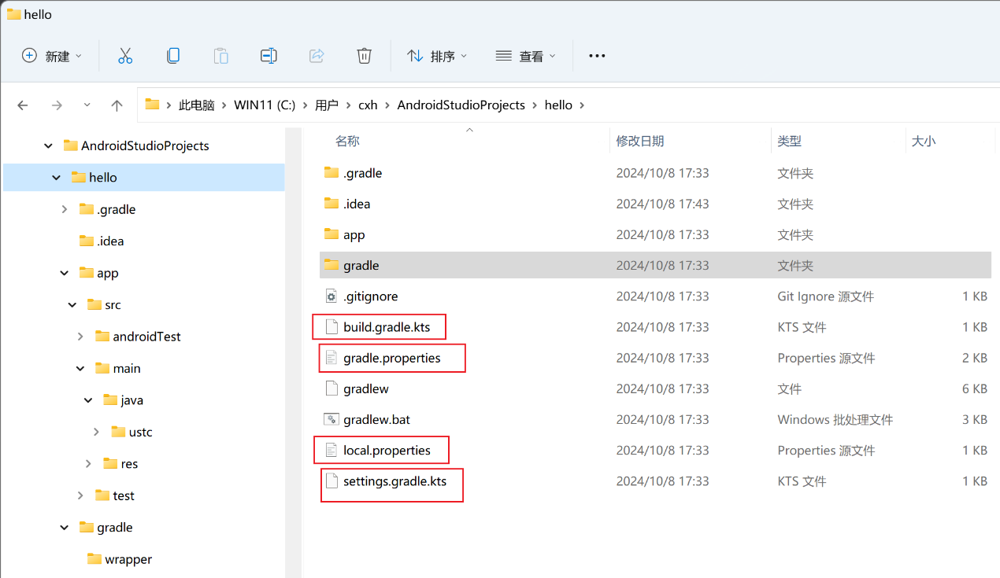 hello
新建 排序 查看
此电脑 WIN11 (C:) 用户 cxh AndroidStudioProjects hello
AndroidStudioProjects
hello
.gradle
.idea
app
src
androidTest
main
java
ustc
res
test
gradle
wrapper
名称 修改日期 类型 大小
.gradle 2024/10/8 17:33 文件夹
.idea 2024/10/8 17:43 文件夹
app 2024/10/8 17:33 文件夹
gradle 2024/10/8 17:33 文件夹
.gitignore 2024/10/8 17:33 Git Ignore 源文件 1 KB
build.gradle.kts 2024/10/8 17:33 KTS 文件 1 KB
gradle.properties 2024/10/8 17:33 Properties 源文件 2 KB
gradlew 2024/10/8 17:33 文件 6 KB
gradlew.bat 2024/10/8 17:33 Windows 批处理文件 3 KB
local.properties 2024/10/8 17:33 Properties 源文件 1 KB
settings.gradle.kts 2024/10/8 17:33 KTS 文件 1 KB